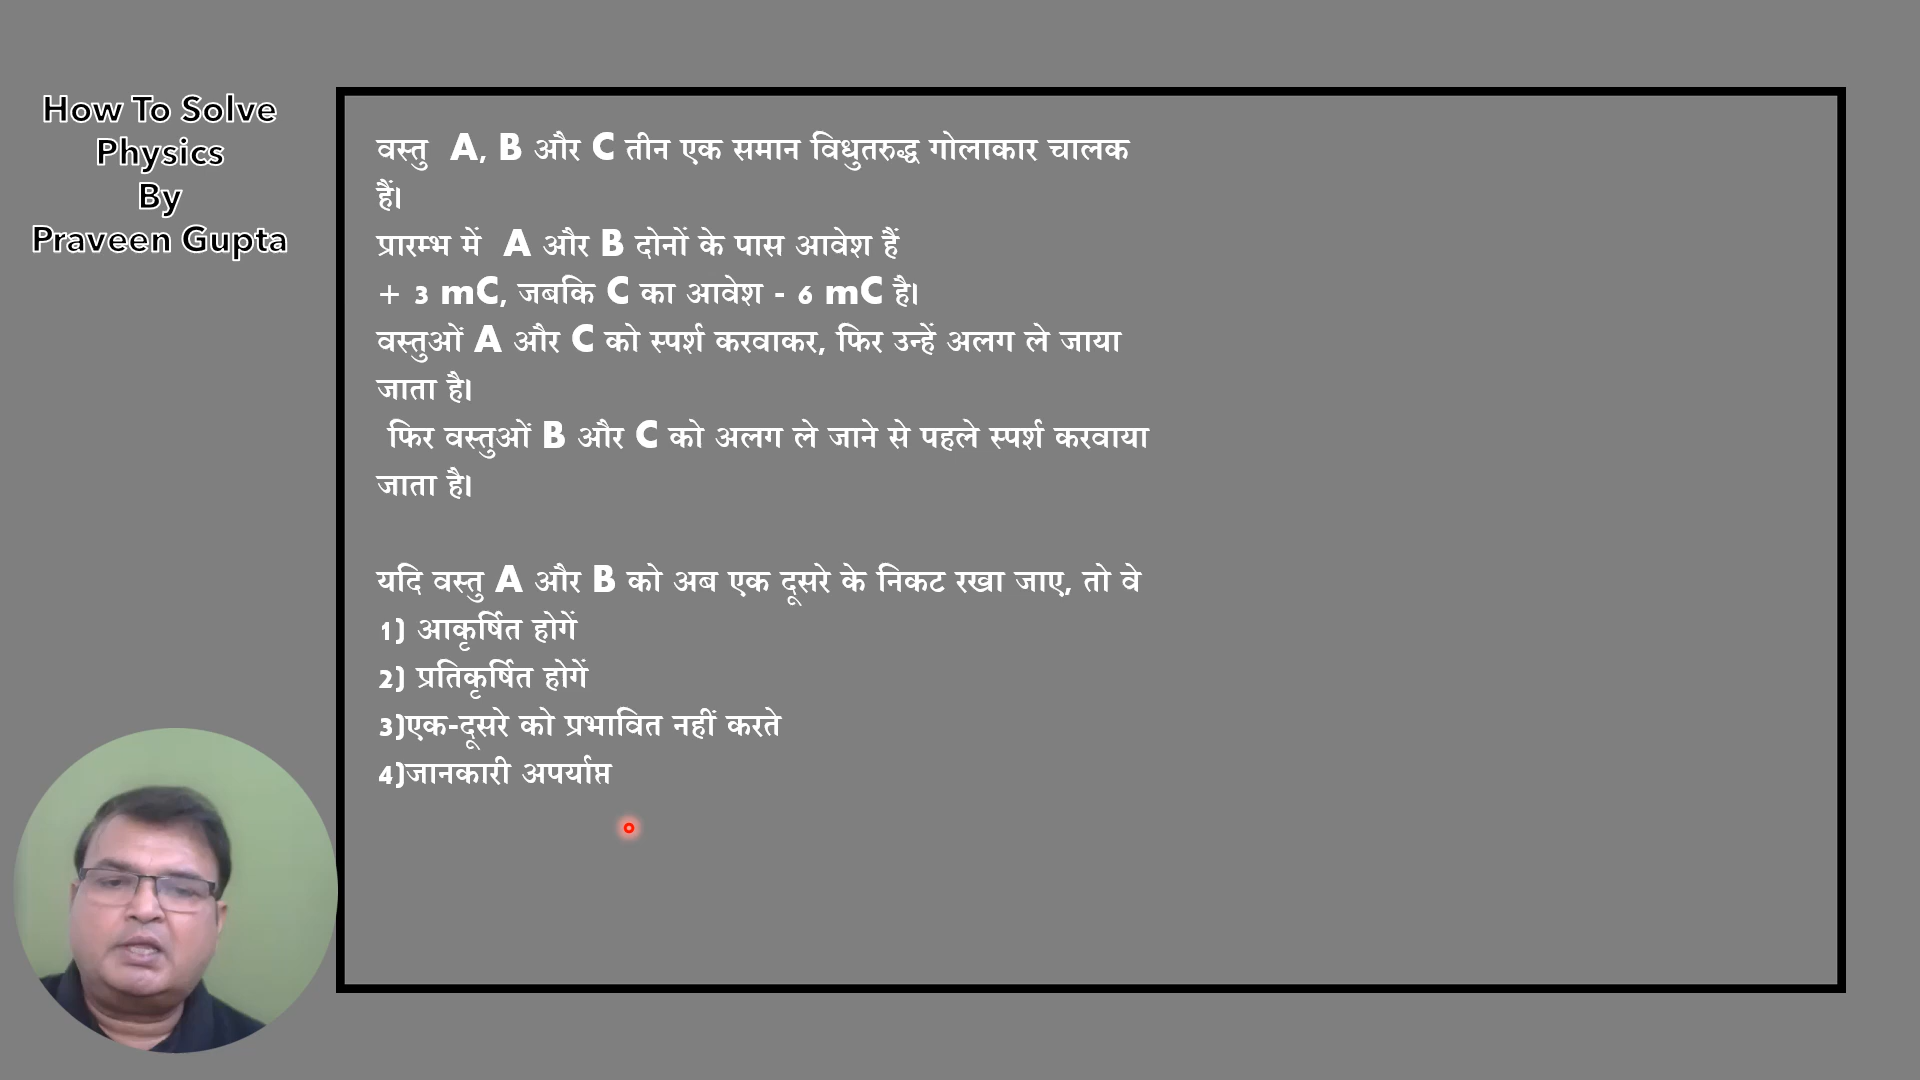 How To Solve
Physics
By
Praveen Gupta
वस्तु A, B और C तीन एक समान विधुतरुद्ध गोलाकार चालक
हैं।
प्रारम्भ में A और B दोनों के पास आवेश हैं
+ 3 mC, जबकि C का आवेश - 6 mC है।
वस्तुओं A और C को स्पर्श करवाकर, फिर उन्हें अलग ले जाया
जाता है।
फिर वस्तुओं B और C को अलग ले जाने से पहले स्पर्श करवाया
जाता है।
यदि वस्तु A और B को अब एक दूसरे के निकट रखा जाए, तो वे
1) आकृर्षित होगें
2) प्रतिकृर्षित होगें
3)एक-दूसरे को प्रभावित नहीं करते
4)जानकारी अपर्याप्त